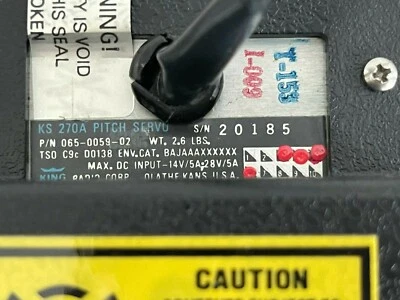 NING!
Y IS VOID
HIS SEAL
OKEN
T-159
I-009
KS 270A PITCH SERVO S/N 20185
P/N 065-0059-02 WT. 2.6 LBS.
TSO C9c DO138 ENV.CAT. BAJAAAXXXXXX
MAX. DC INPUT-14V/5A;28V/5A
KING RADIO CORP. OLATHE KANS U.S.A.
CAUTION